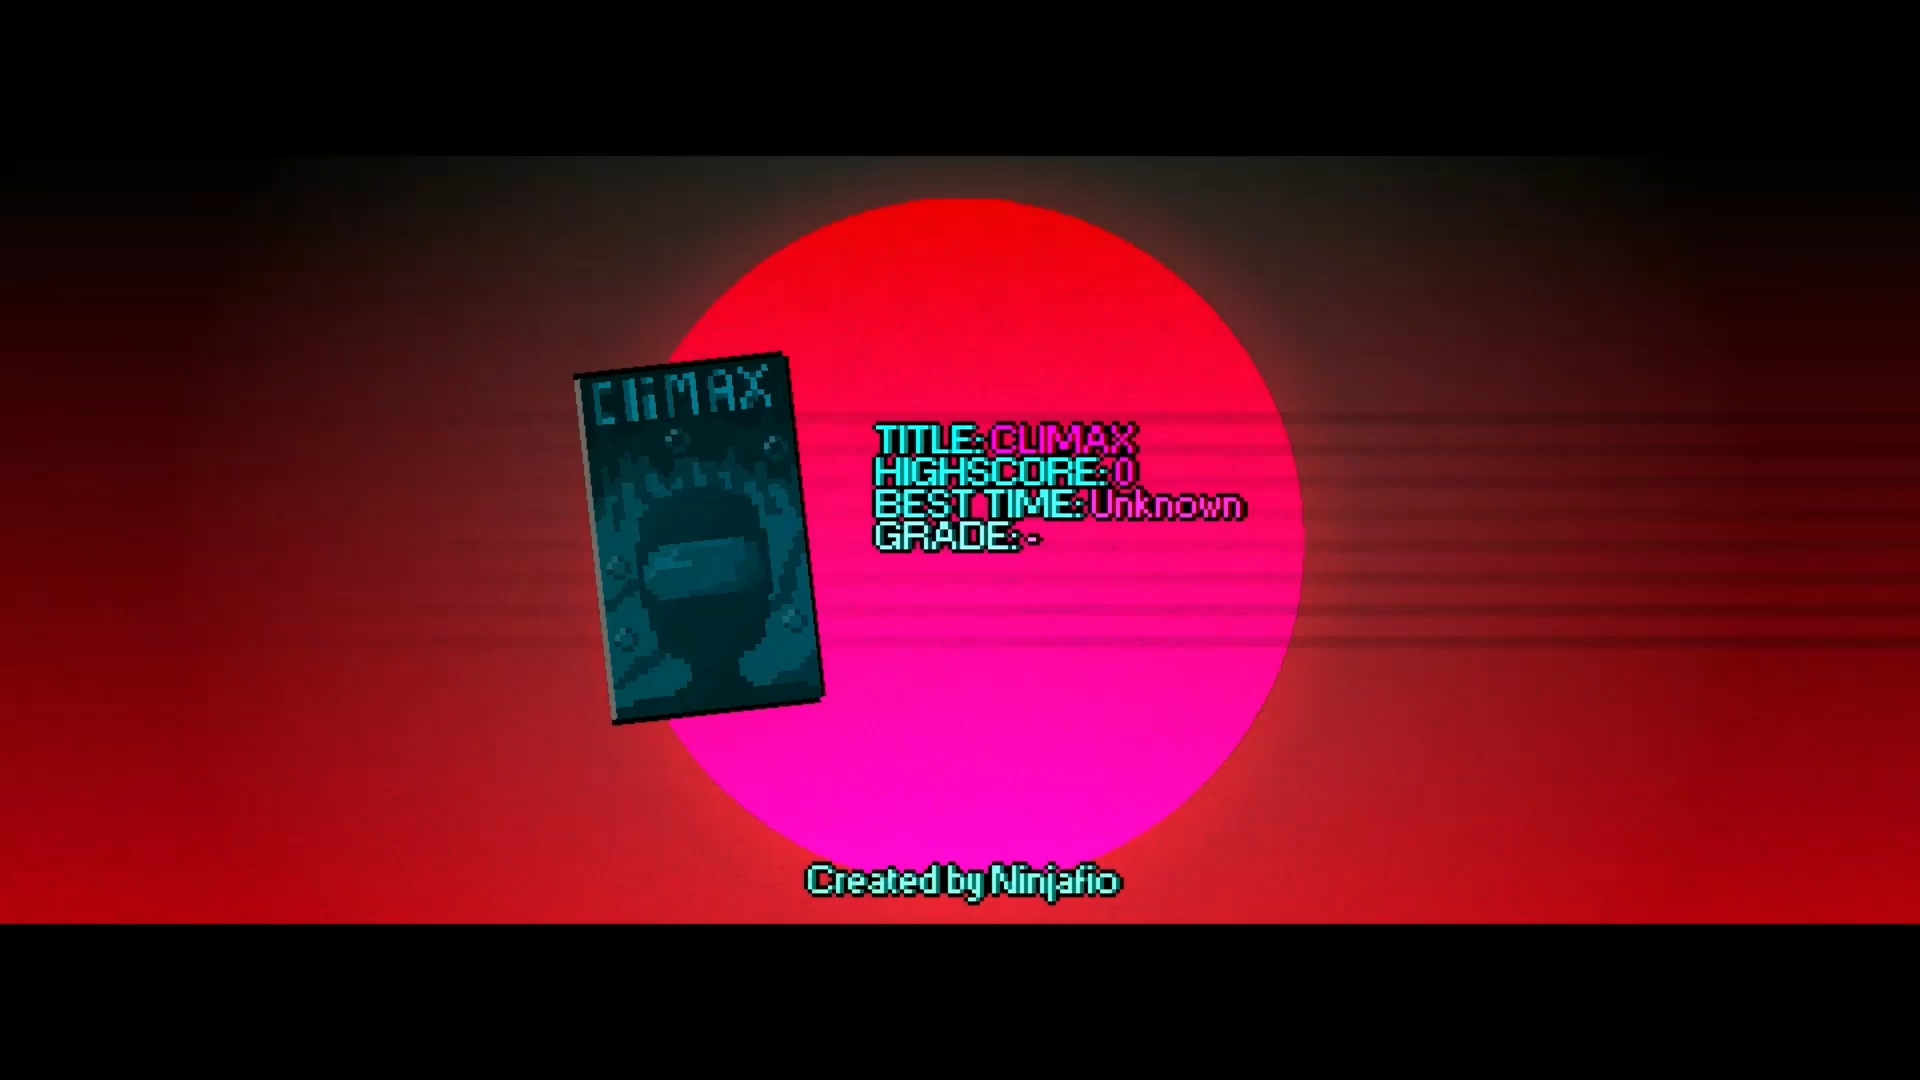 CliMAX
TITLE: CLIMAX
HIGHSCORE: 0
BEST TIME: Unknown
GRADE: -
Created by Ninjafio